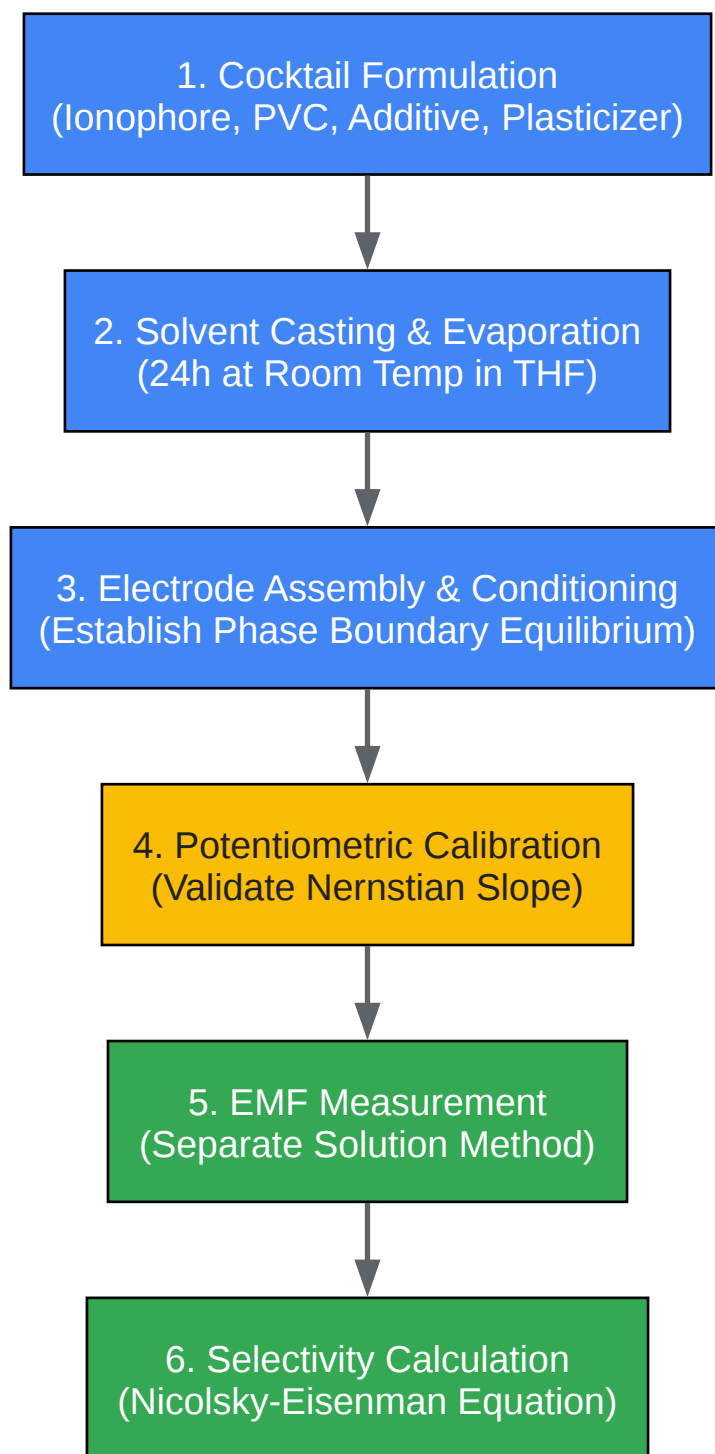 1. Cocktail Formulation
(Ionophore, PVC, Additive, Plasticizer)
2. Solvent Casting & Evaporation
(24h at Room Temp in THF)
3. Electrode Assembly & Conditioning
(Establish Phase Boundary Equilibrium)
4. Potentiometric Calibration
(Validate Nernstian Slope)
5. EMF Measurement
(Separate Solution Method)
6. Selectivity Calculation
(Nicolsky-Eisenman Equation)